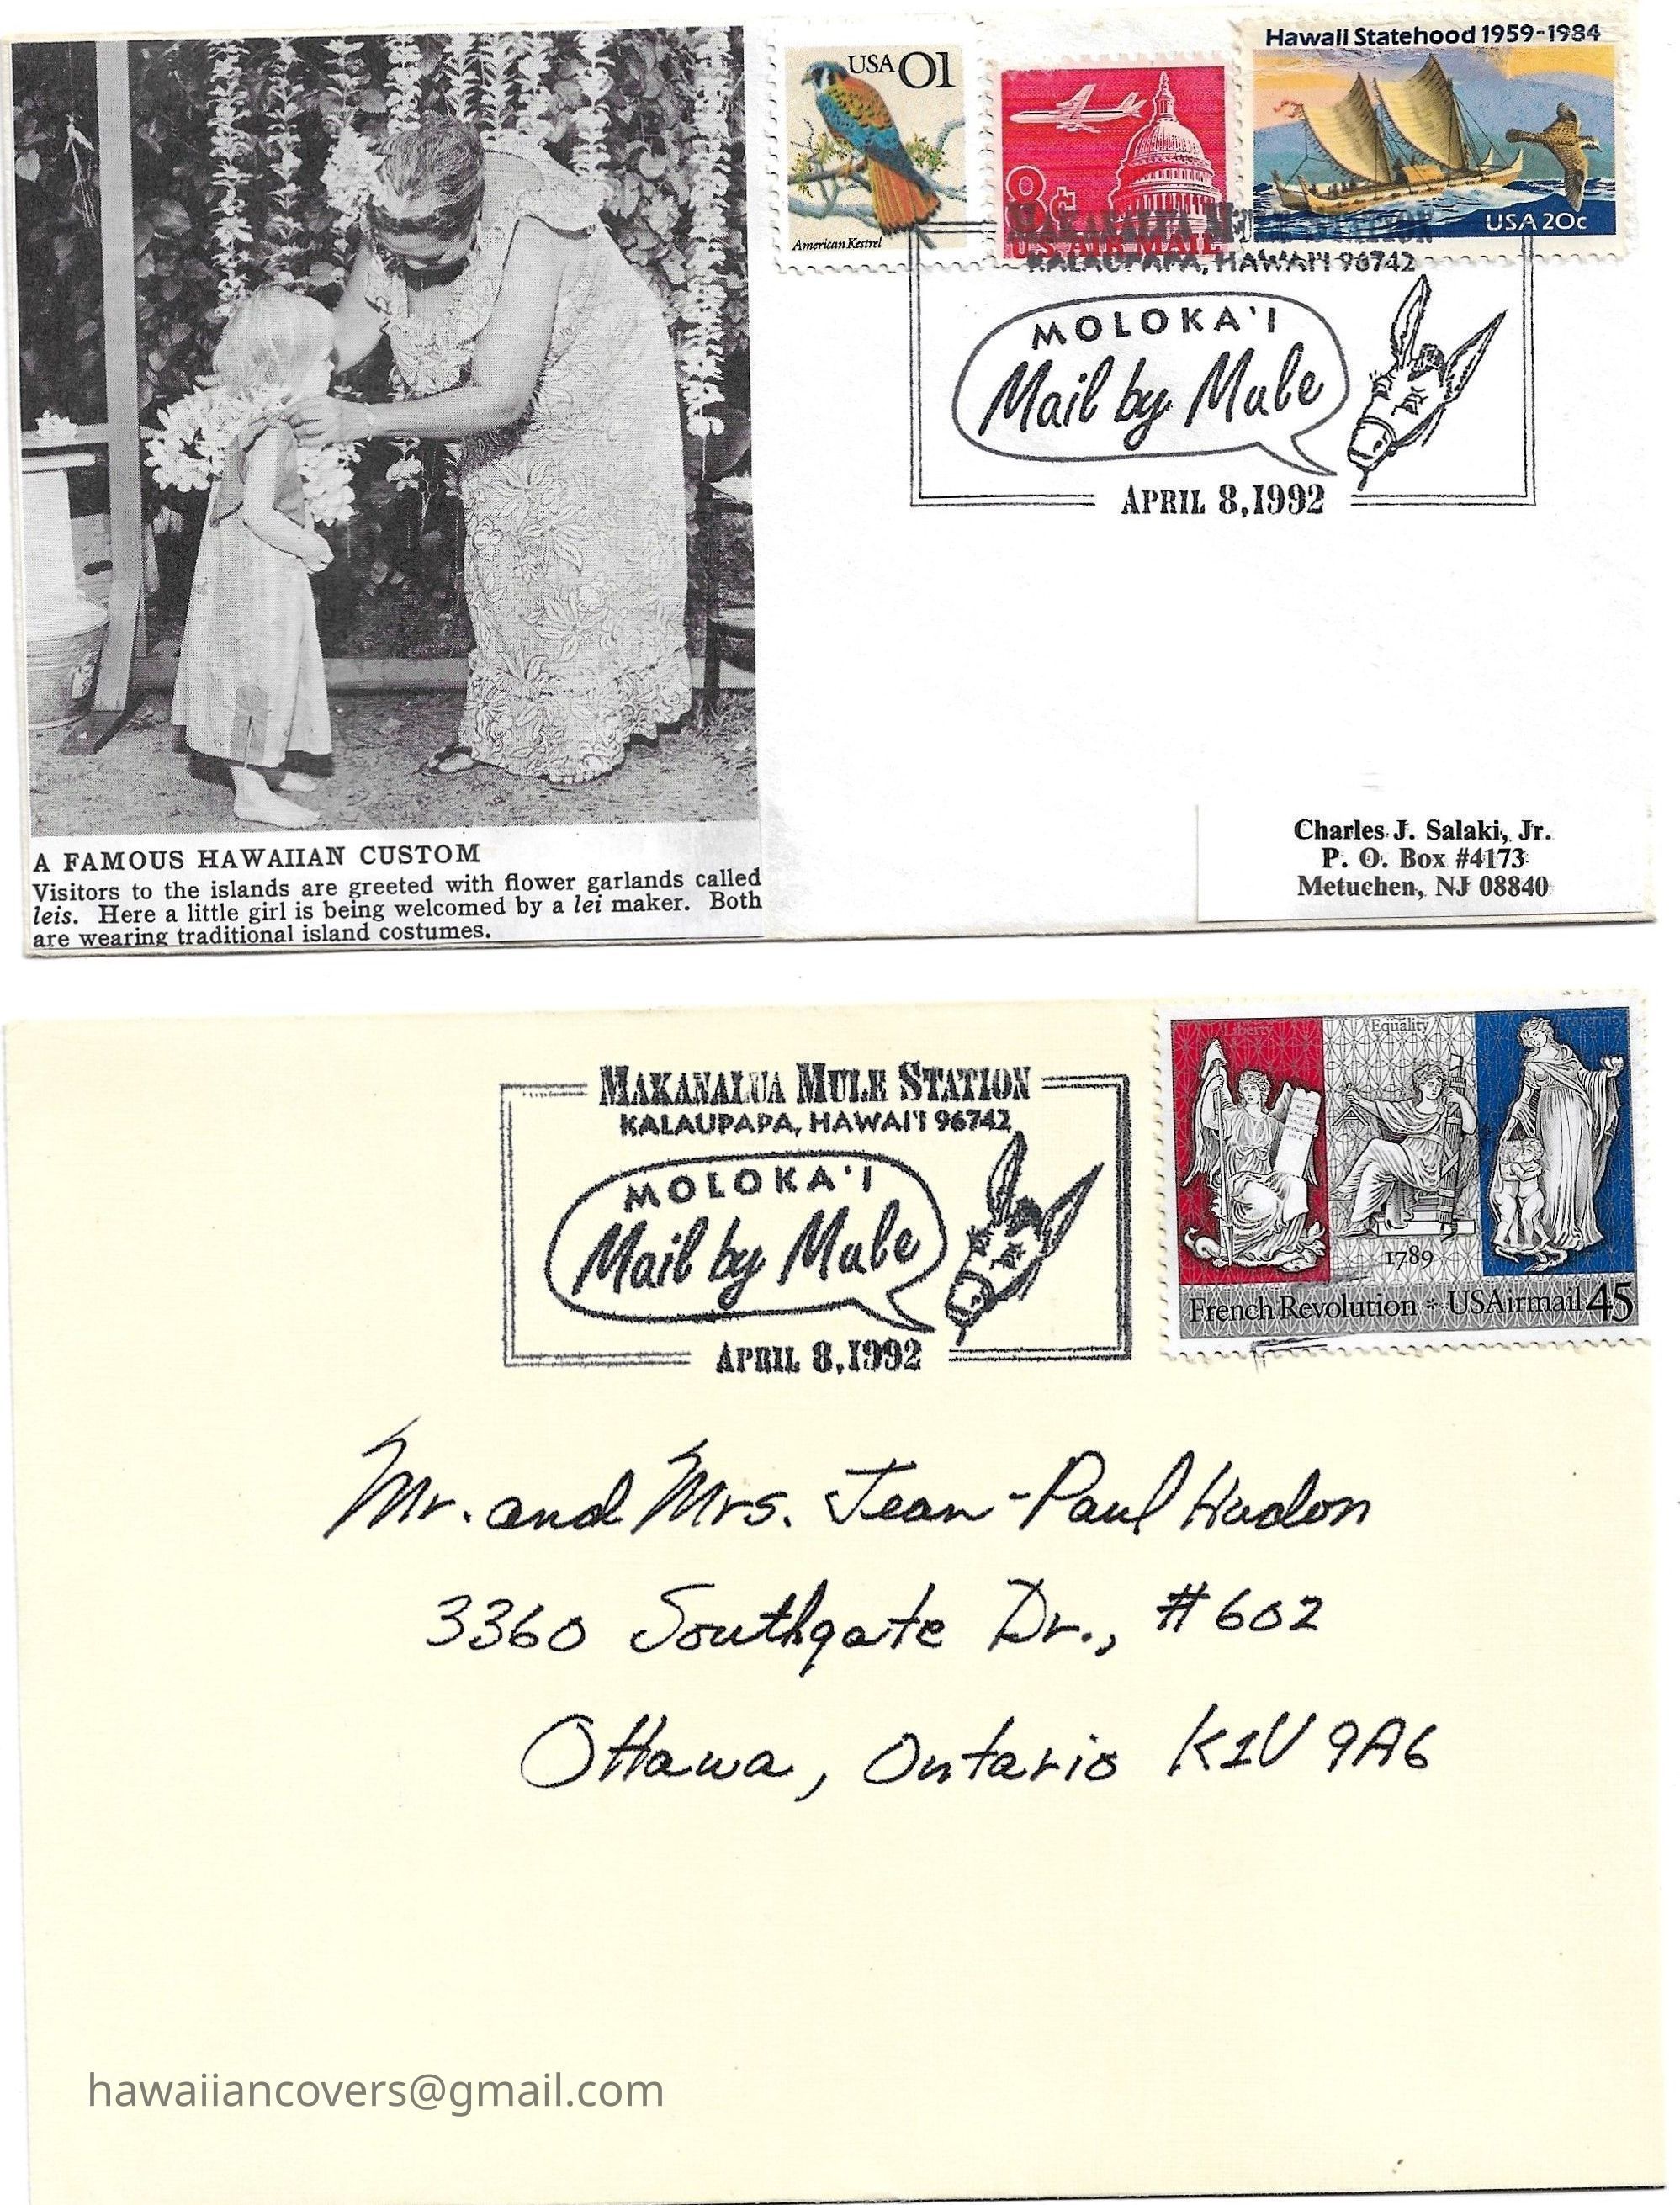 USA 01
American Kestrel
8¢
US AIR MAIL
Hawaii Statehood 1959-1984
USA 20c
MAKANALUA MULE STATION
KALAUPAPA, HAWAI'I 96742
MOLOKA'I
Mail by Mule
APRIL 8, 1992
A FAMOUS HAWAIIAN CUSTOM
Visitors to the islands are greeted with flower garlands called
leis. Here a little girl is being welcomed by a lei maker. Both
are wearing traditional island costumes.
Charles J. Salaki, Jr.
P. O. Box #4173
Metuchen, NJ 08840
MAKANALUA MULE STATION
KALAUPAPA, HAWAI'I 96742
MOLOKA'I
Mail by Mule
APRIL 8, 1992
Liberty Equality Fraternity
1789
French Revolution * USAirmail 45
Mr. and Mrs. Jean-Paul Hudon
3360 Southgate Dr., #602
Ottawa, Ontario K1V 9A6
hawaiiancovers@gmail.com